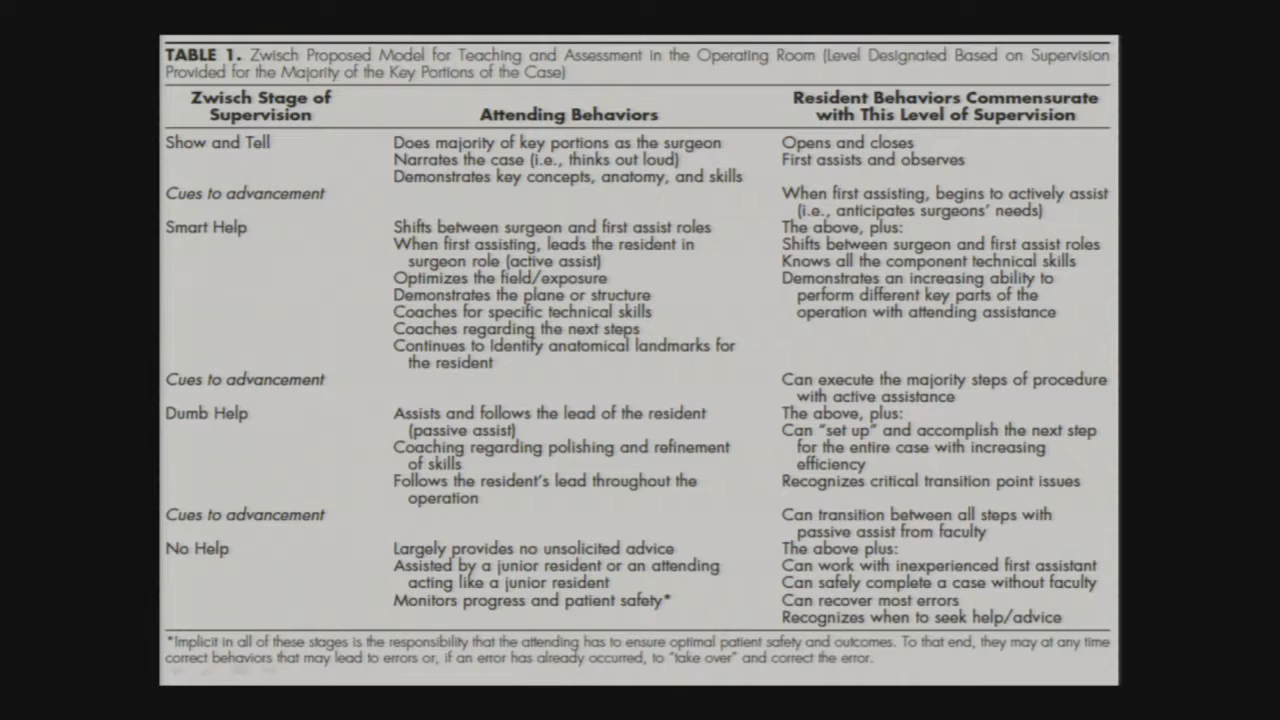 TABLE 1. Zwisch Proposed Model for Teaching and Assessment in the Operating Room (Level Designated Based on Supervision
Provided for the Majority of the Key Portions of the Case)
Zwisch Stage of
Supervision
Attending Behaviors
Resident Behaviors Commensurate
with This Level of Supervision
Show and Tell
Does majority of key portions as the surgeon
Narrates the case (i.e., thinks out loud)
Demonstrates key concepts, anatomy, and skills
Opens and closes
First assists and observes
Cues to advancement
When first assisting, begins to actively assist
(i.e., anticipates surgeons' needs)
Smart Help
Shifts between surgeon and first assist roles
When first assisting, leads the resident in
surgeon role (active assist)
Optimizes the field/exposure
Demonstrates the plane or structure
Coaches for specific technical skills
Coaches regarding the next steps
Continues to Identify anatomical landmarks for
the resident
The above, plus:
Shifts between surgeon and first assist roles
Knows all the component technical skills
Demonstrates an increasing ability to
perform different key parts of the
operation with attending assistance
Cues to advancement
Can execute the majority steps of procedure
with active assistance
Dumb Help
Assists and follows the lead of the resident
(passive assist)
Coaching regarding polishing and refinement
of skills
Follows the resident's lead throughout the
operation
The above, plus:
Can "set up" and accomplish the next step
for the entire case with increasing
efficiency
Recognizes critical transition point issues
Cues to advancement
Can transition between all steps with
passive assist from faculty
No Help
Largely provides no unsolicited advice
Assisted by a junior resident or an attending
acting like a junior resident
Monitors progress and patient safety*
The above plus:
Can work with inexperienced first assistant
Can safely complete a case without faculty
Can recover most errors
Recognizes when to seek help/advice
*Implicit in all of these stages is the responsibility that the attending has to ensure optimal patient safety and outcomes. To that end, they may at any time
correct behaviors that may lead to errors or, if an error has already occurred, to "take over" and correct the error.